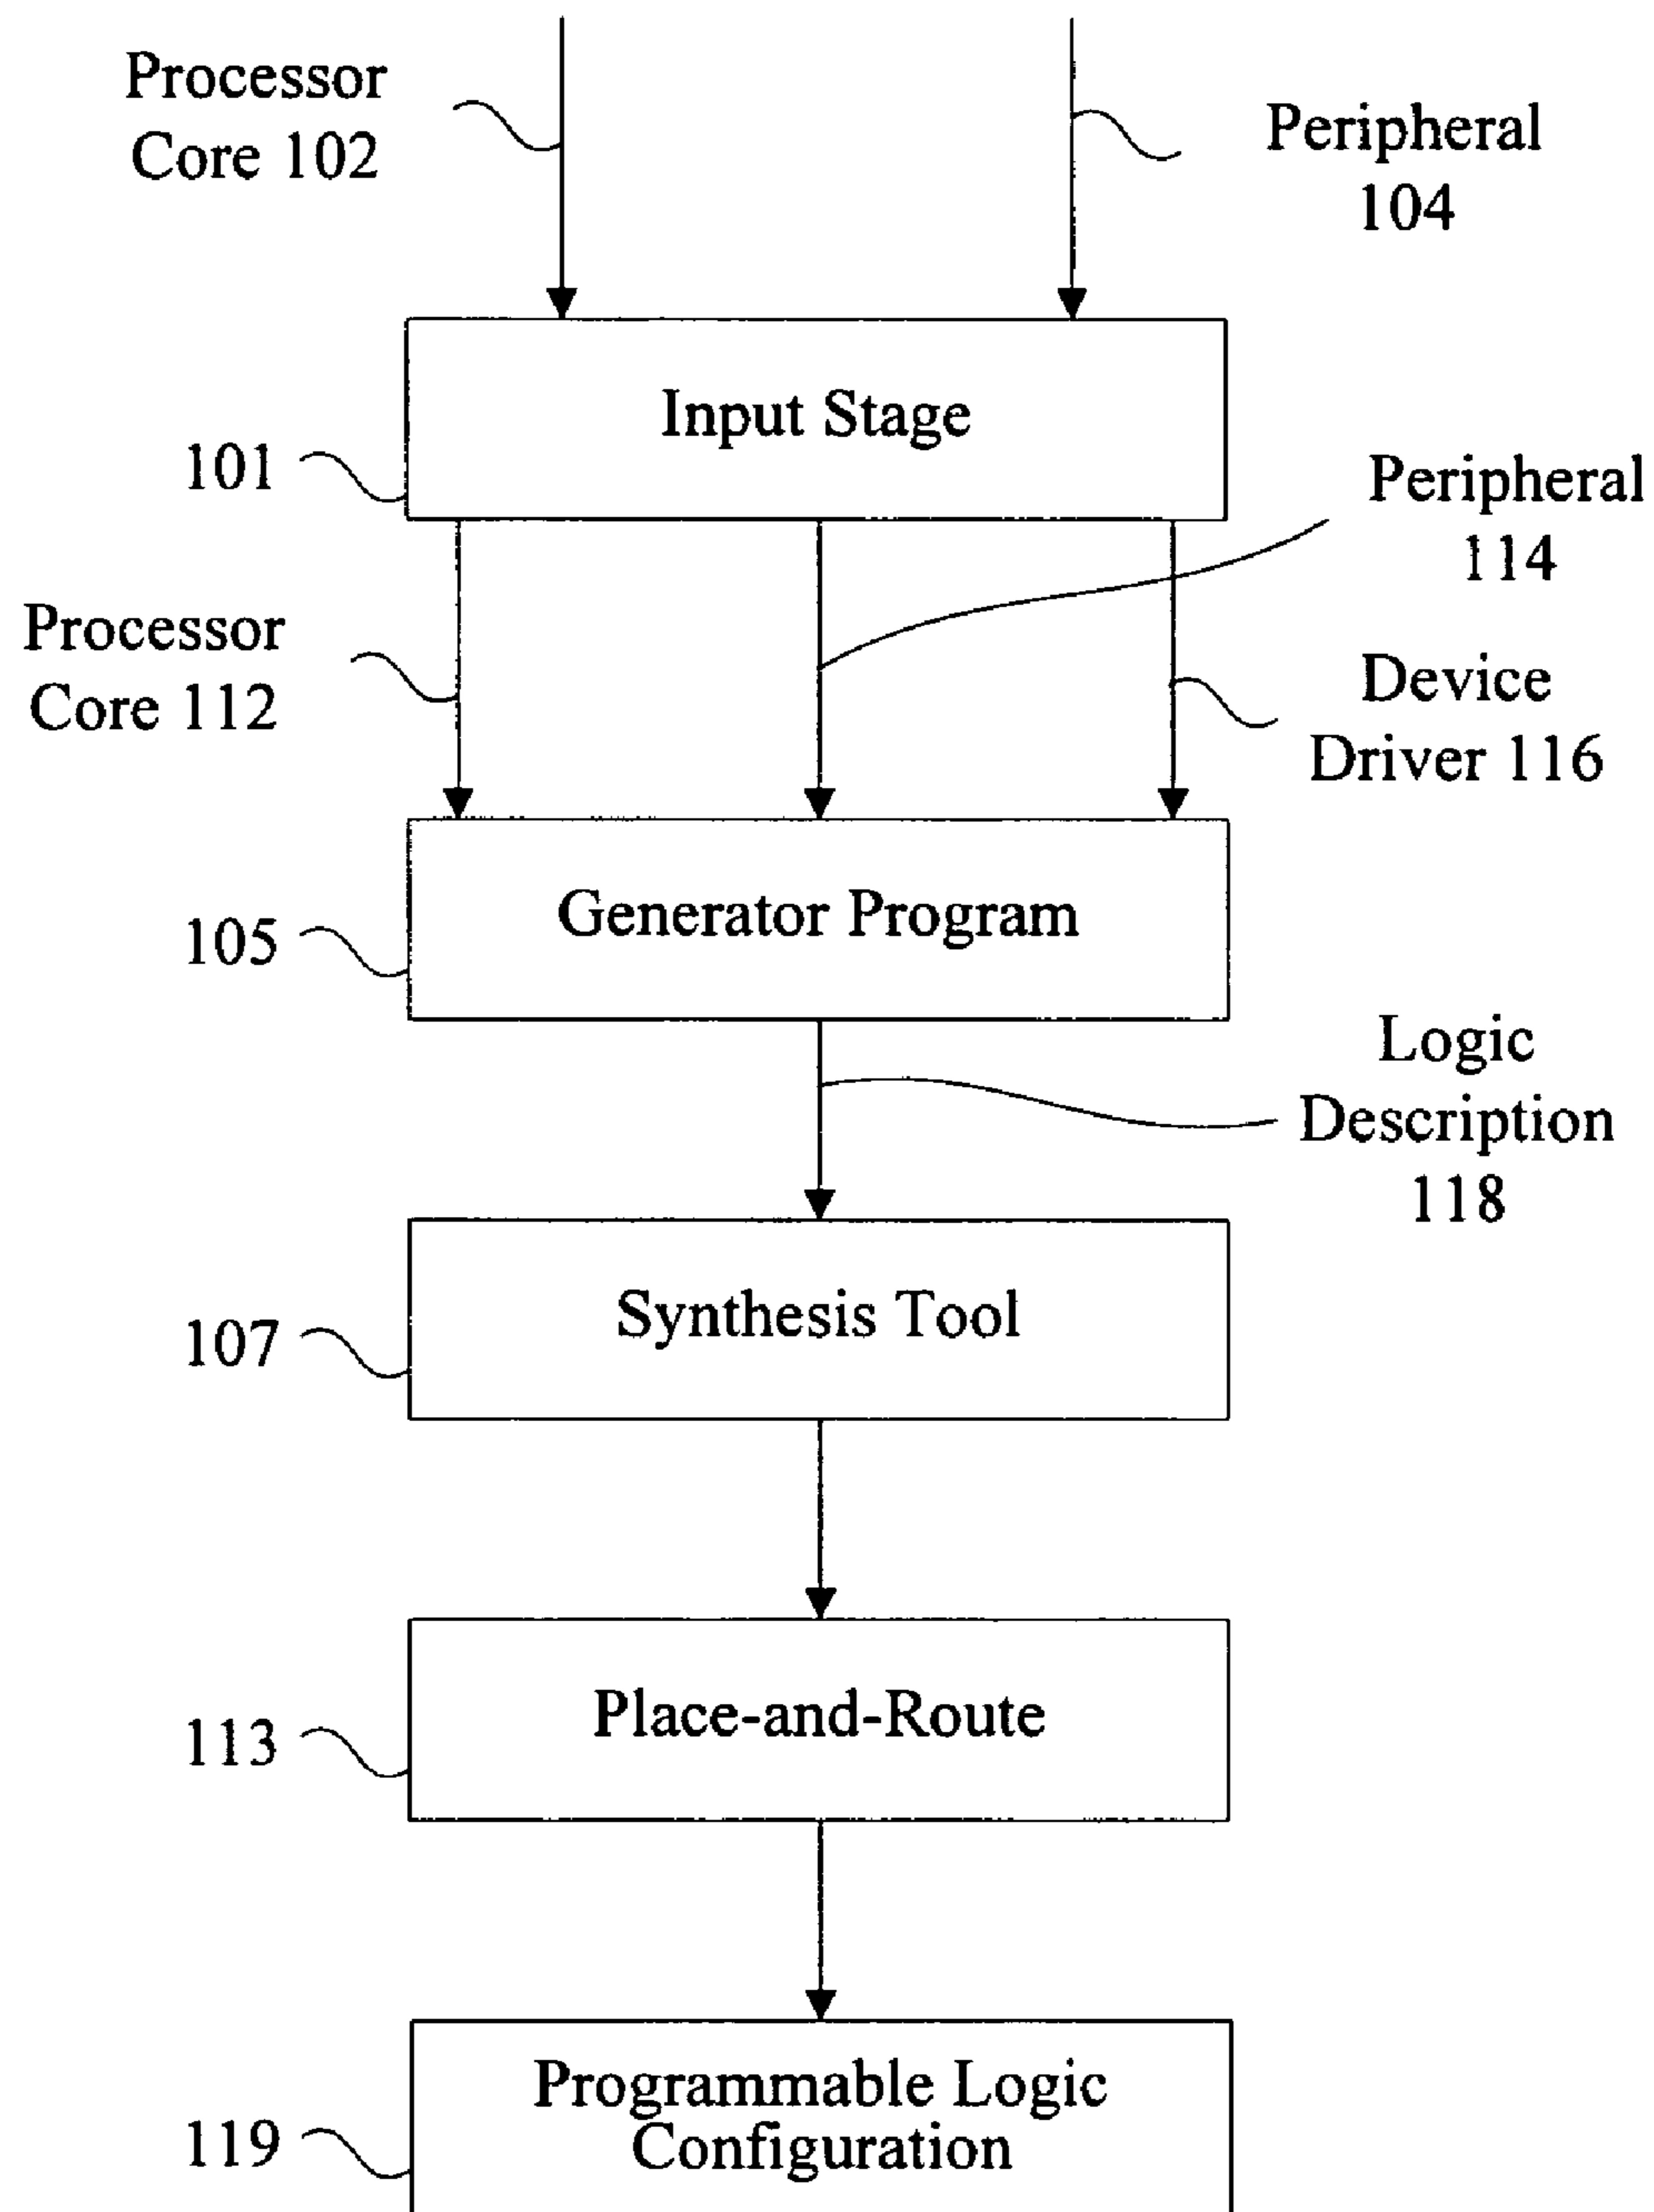 Processor
Core 102
Peripheral
104
Input Stage
101
Peripheral
114
Processor
Core 112
Device
Driver 116
Generator Program
105
Logic
Description
118
Synthesis Tool
107
Place-and-Route
113
Programmable Logic
Configuration
119